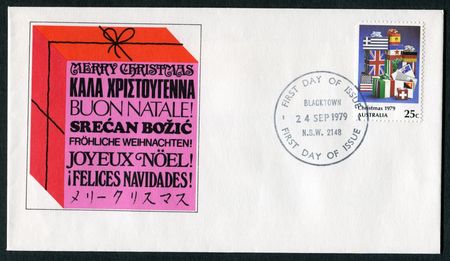 MERRY CHRISTMAS
ΚΑΛΑ ΧΡΙΣΤΟΥΓΕΝΝΑ
BUON NATALE!
SREĆAN BOŽIĆ
FRÖHLICHE WEIHNACHTEN!
JOYEUX NÖEL!
¡FELICES NAVIDADES!
メリークリスマス
FIRST DAY OF ISSUE
BLACKTOWN
24 SEP 1979
N.S.W. 2148
FIRST DAY OF ISSUE
Christmas 1979
AUSTRALIA 25c